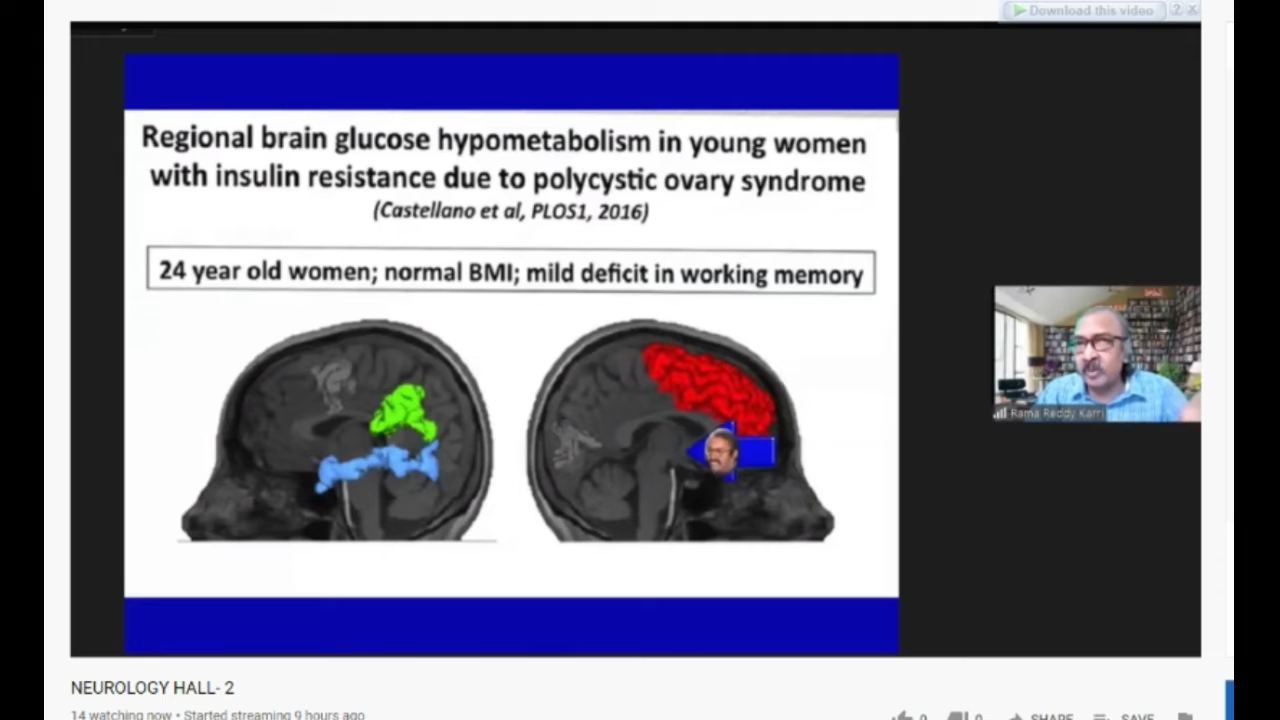 Download this video ? X
Regional brain glucose hypometabolism in young women
with insulin resistance due to polycystic ovary syndrome
(Castellano et al, PLOS1, 2016)
24 year old women; normal BMI; mild deficit in working memory
Rama Reddy Karri
NEUROLOGY HALL- 2
14 watching now • Started streaming 9 hours ago
0 0 SHARE SAVE